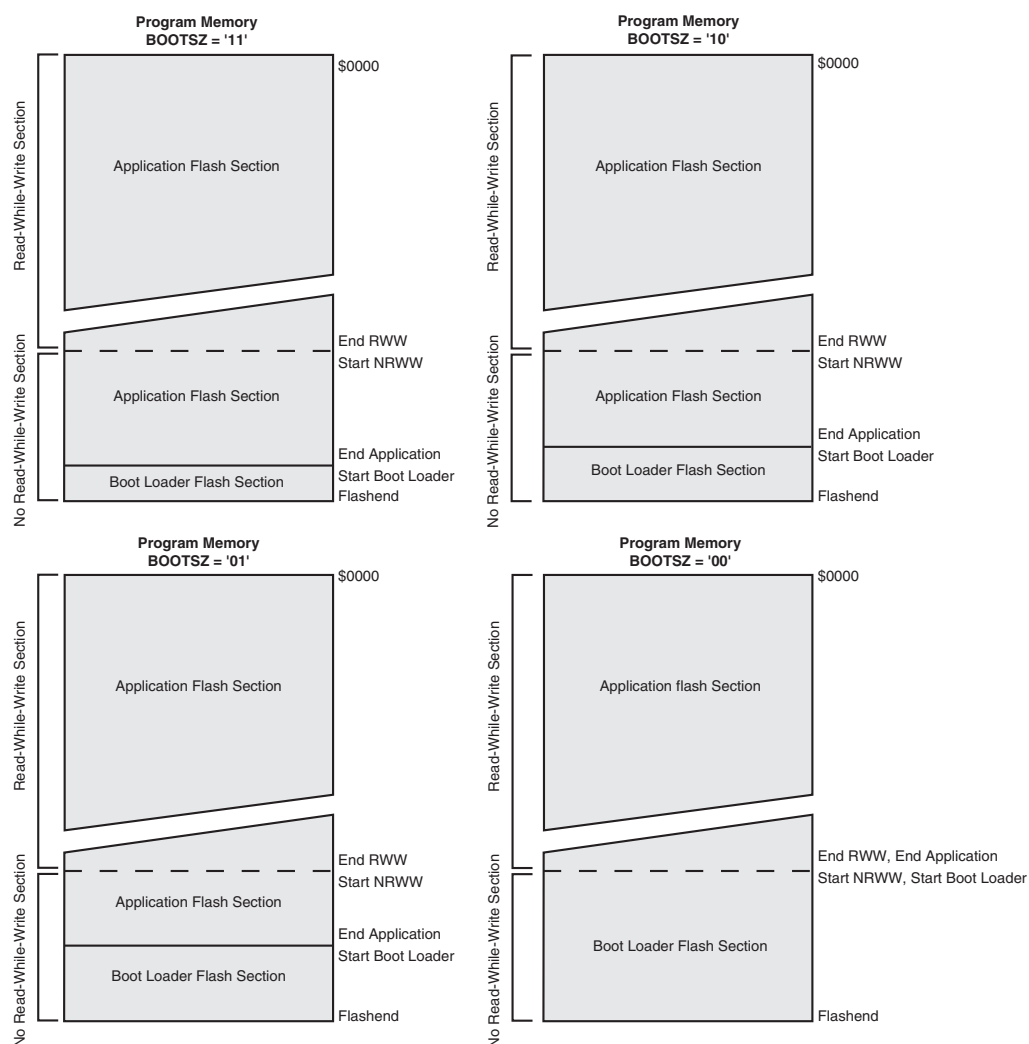 Program Memory
BOOTSZ = '11'
$0000
Read-While-Write Section
Application Flash Section
End RWW
Start NRWW
No Read-While-Write Section
Application Flash Section
End Application
Start Boot Loader
Boot Loader Flash Section
Flashend
Program Memory
BOOTSZ = '10'
$0000
Read-While-Write Section
Application Flash Section
End RWW
Start NRWW
No Read-While-Write Section
Application Flash Section
End Application
Start Boot Loader
Boot Loader Flash Section
Flashend
Program Memory
BOOTSZ = '01'
$0000
Read-While-Write Section
Application Flash Section
End RWW
Start NRWW
No Read-While-Write Section
Application Flash Section
End Application
Start Boot Loader
Boot Loader Flash Section
Flashend
Program Memory
BOOTSZ = '00'
$0000
Read-While-Write Section
Application flash Section
End RWW, End Application
Start NRWW, Start Boot Loader
No Read-While-Write Section
Boot Loader Flash Section
Flashend